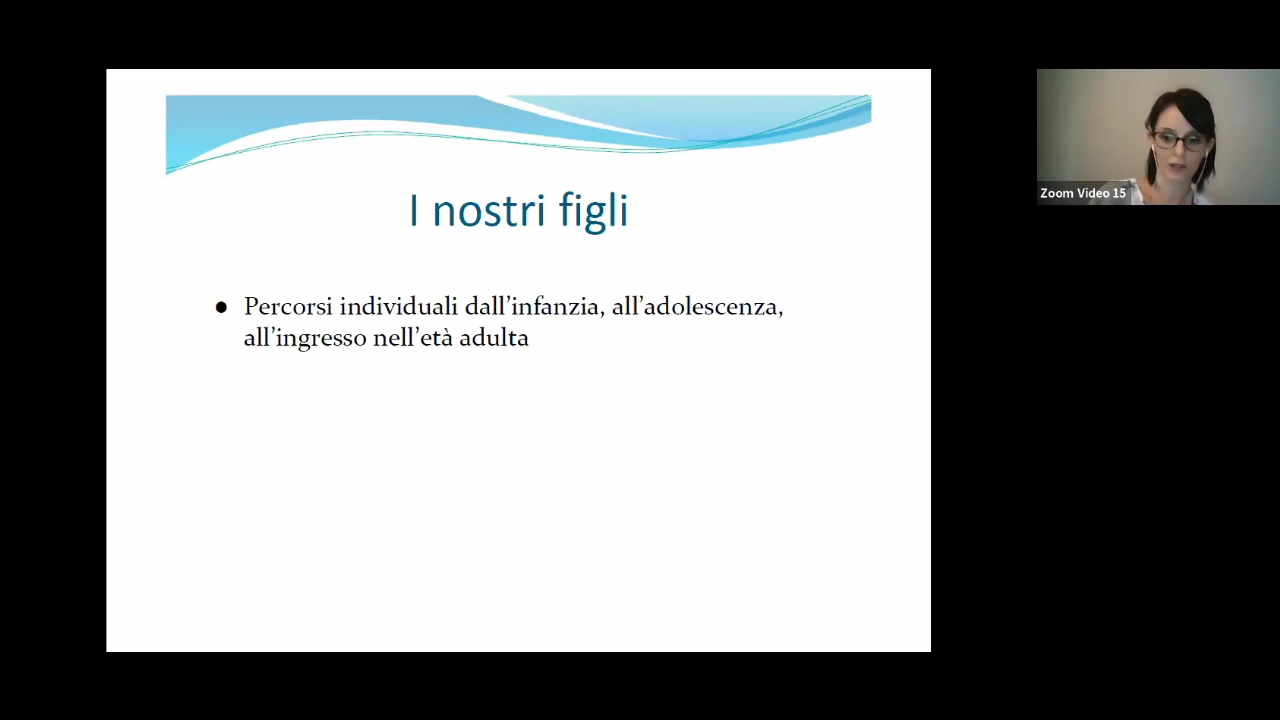 I nostri figli
● Percorsi individuali dall’infanzia, all’adolescenza,
all’ingresso nell’età adulta
Zoom Video 15